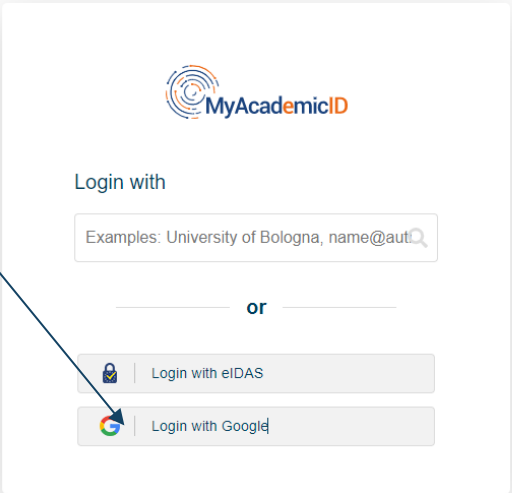 MyAcademicID
Login with
Examples: University of Bologna, name@aut
or
Login with eIDAS
Login with Google